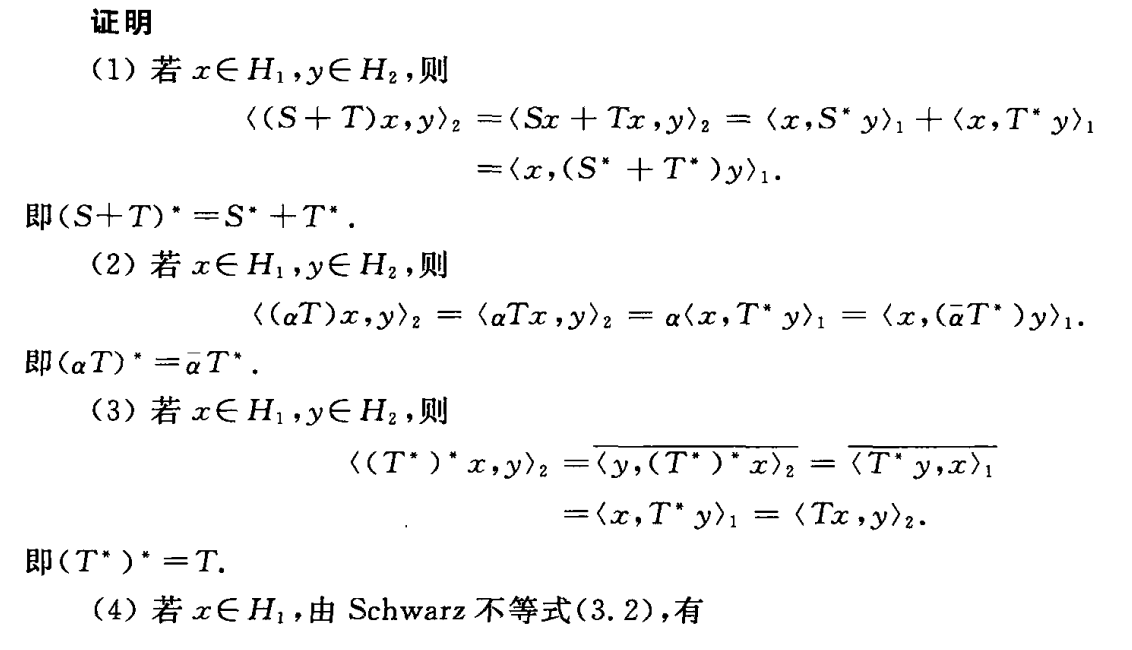 证明
(1) 若 x∈H₁,y∈H₂,则
⟨(S+T)x,y⟩₂ =⟨Sx+Tx,y⟩₂ = ⟨x,S*y⟩₁+⟨x,T*y⟩₁
=⟨x,(S*+T*)y⟩₁.
即(S+T)*=S*+T*.
(2) 若 x∈H₁,y∈H₂,则
⟨(αT)x,y⟩₂ = ⟨αTx,y⟩₂ = α⟨x,T*y⟩₁ = ⟨x,(ᾱT*)y⟩₁.
即(αT)*=ᾱT*.
(3) 若 x∈H₁,y∈H₂,则
⟨(T*)*x,y⟩₂ =\overline{⟨y,(T*)*x⟩₂} = \overline{⟨T*y,x⟩₁}
=⟨x,T*y⟩₁ = ⟨Tx,y⟩₂.
即(T*)*=T.
(4) 若 x∈H₁,由 Schwarz 不等式(3.2),有